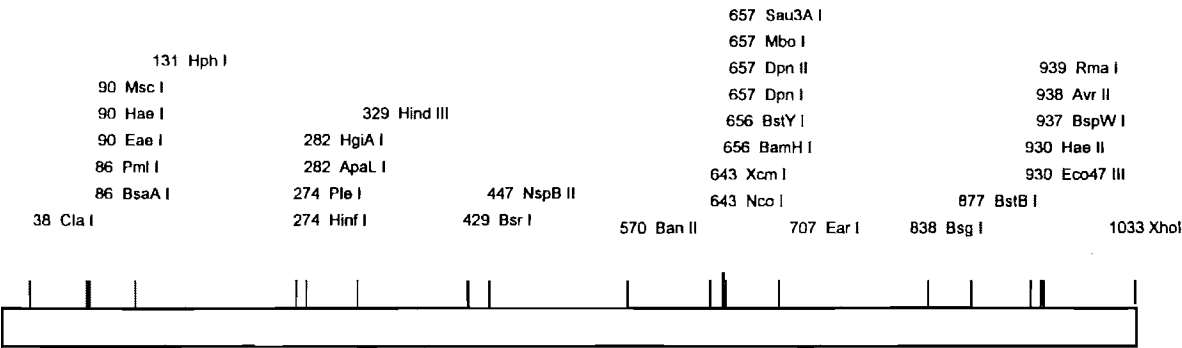 657 Sau3A I
657 Mbo I
131 Hph I
657 Dpn II
939 Rma I
90 Msc I
657 Dpn I
938 Avr II
90 Hae I
329 Hind III
656 BstY I
937 BspW I
90 Eae I
282 HgiA I
656 BamH I
930 Hae II
86 Pml I
282 ApaL I
643 Xcm I
930 Eco47 III
86 BsaA I
274 Ple I
447 NspB II
643 Nco I
877 BstB I
38 Cla I
274 Hinf I
429 Bsr I
570 Ban II
707 Ear I
838 Bsg I
1033 XhoI